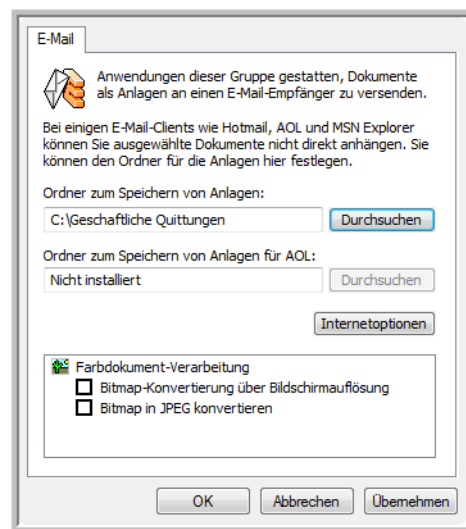 E-Mail
Anwendungen dieser Gruppe gestatten, Dokumente
als Anlagen an einen E-Mail-Empfänger zu versenden.
Bei einigen E-Mail-Clients wie Hotmail, AOL und MSN Explorer
können Sie ausgewählte Dokumente nicht direkt anhängen. Sie
können den Ordner für die Anlagen hier festlegen.
Ordner zum Speichern von Anlagen:
C:\Geschaftliche Quittungen Durchsuchen
Ordner zum Speichern von Anlagen für AOL:
Nicht installiert Durchsuchen
Internetoptionen
Farbdokument-Verarbeitung
Bitmap-Konvertierung über Bildschirmauflösung
Bitmap in JPEG konvertieren
OK Abbrechen Übernehmen